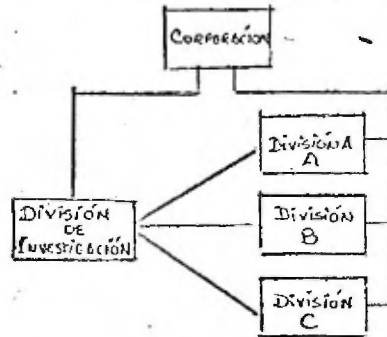 CORPORACIÓN
DIVISIÓN
A
DIVISIÓN
DE
INVESTIGACIÓN
DIVISIÓN
B
DIVISIÓN
C